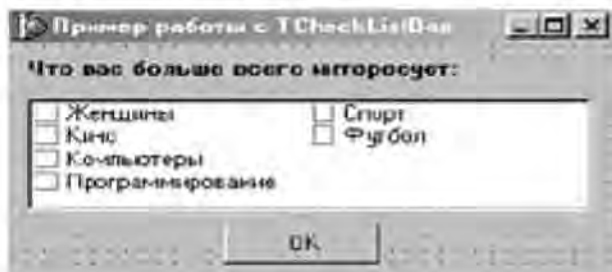 Пример работы с TCheckListBox
Что вас больше всего интересует:
Женщины
Кино
Компьютеры
Программирование
Спорт
Футбол
OK